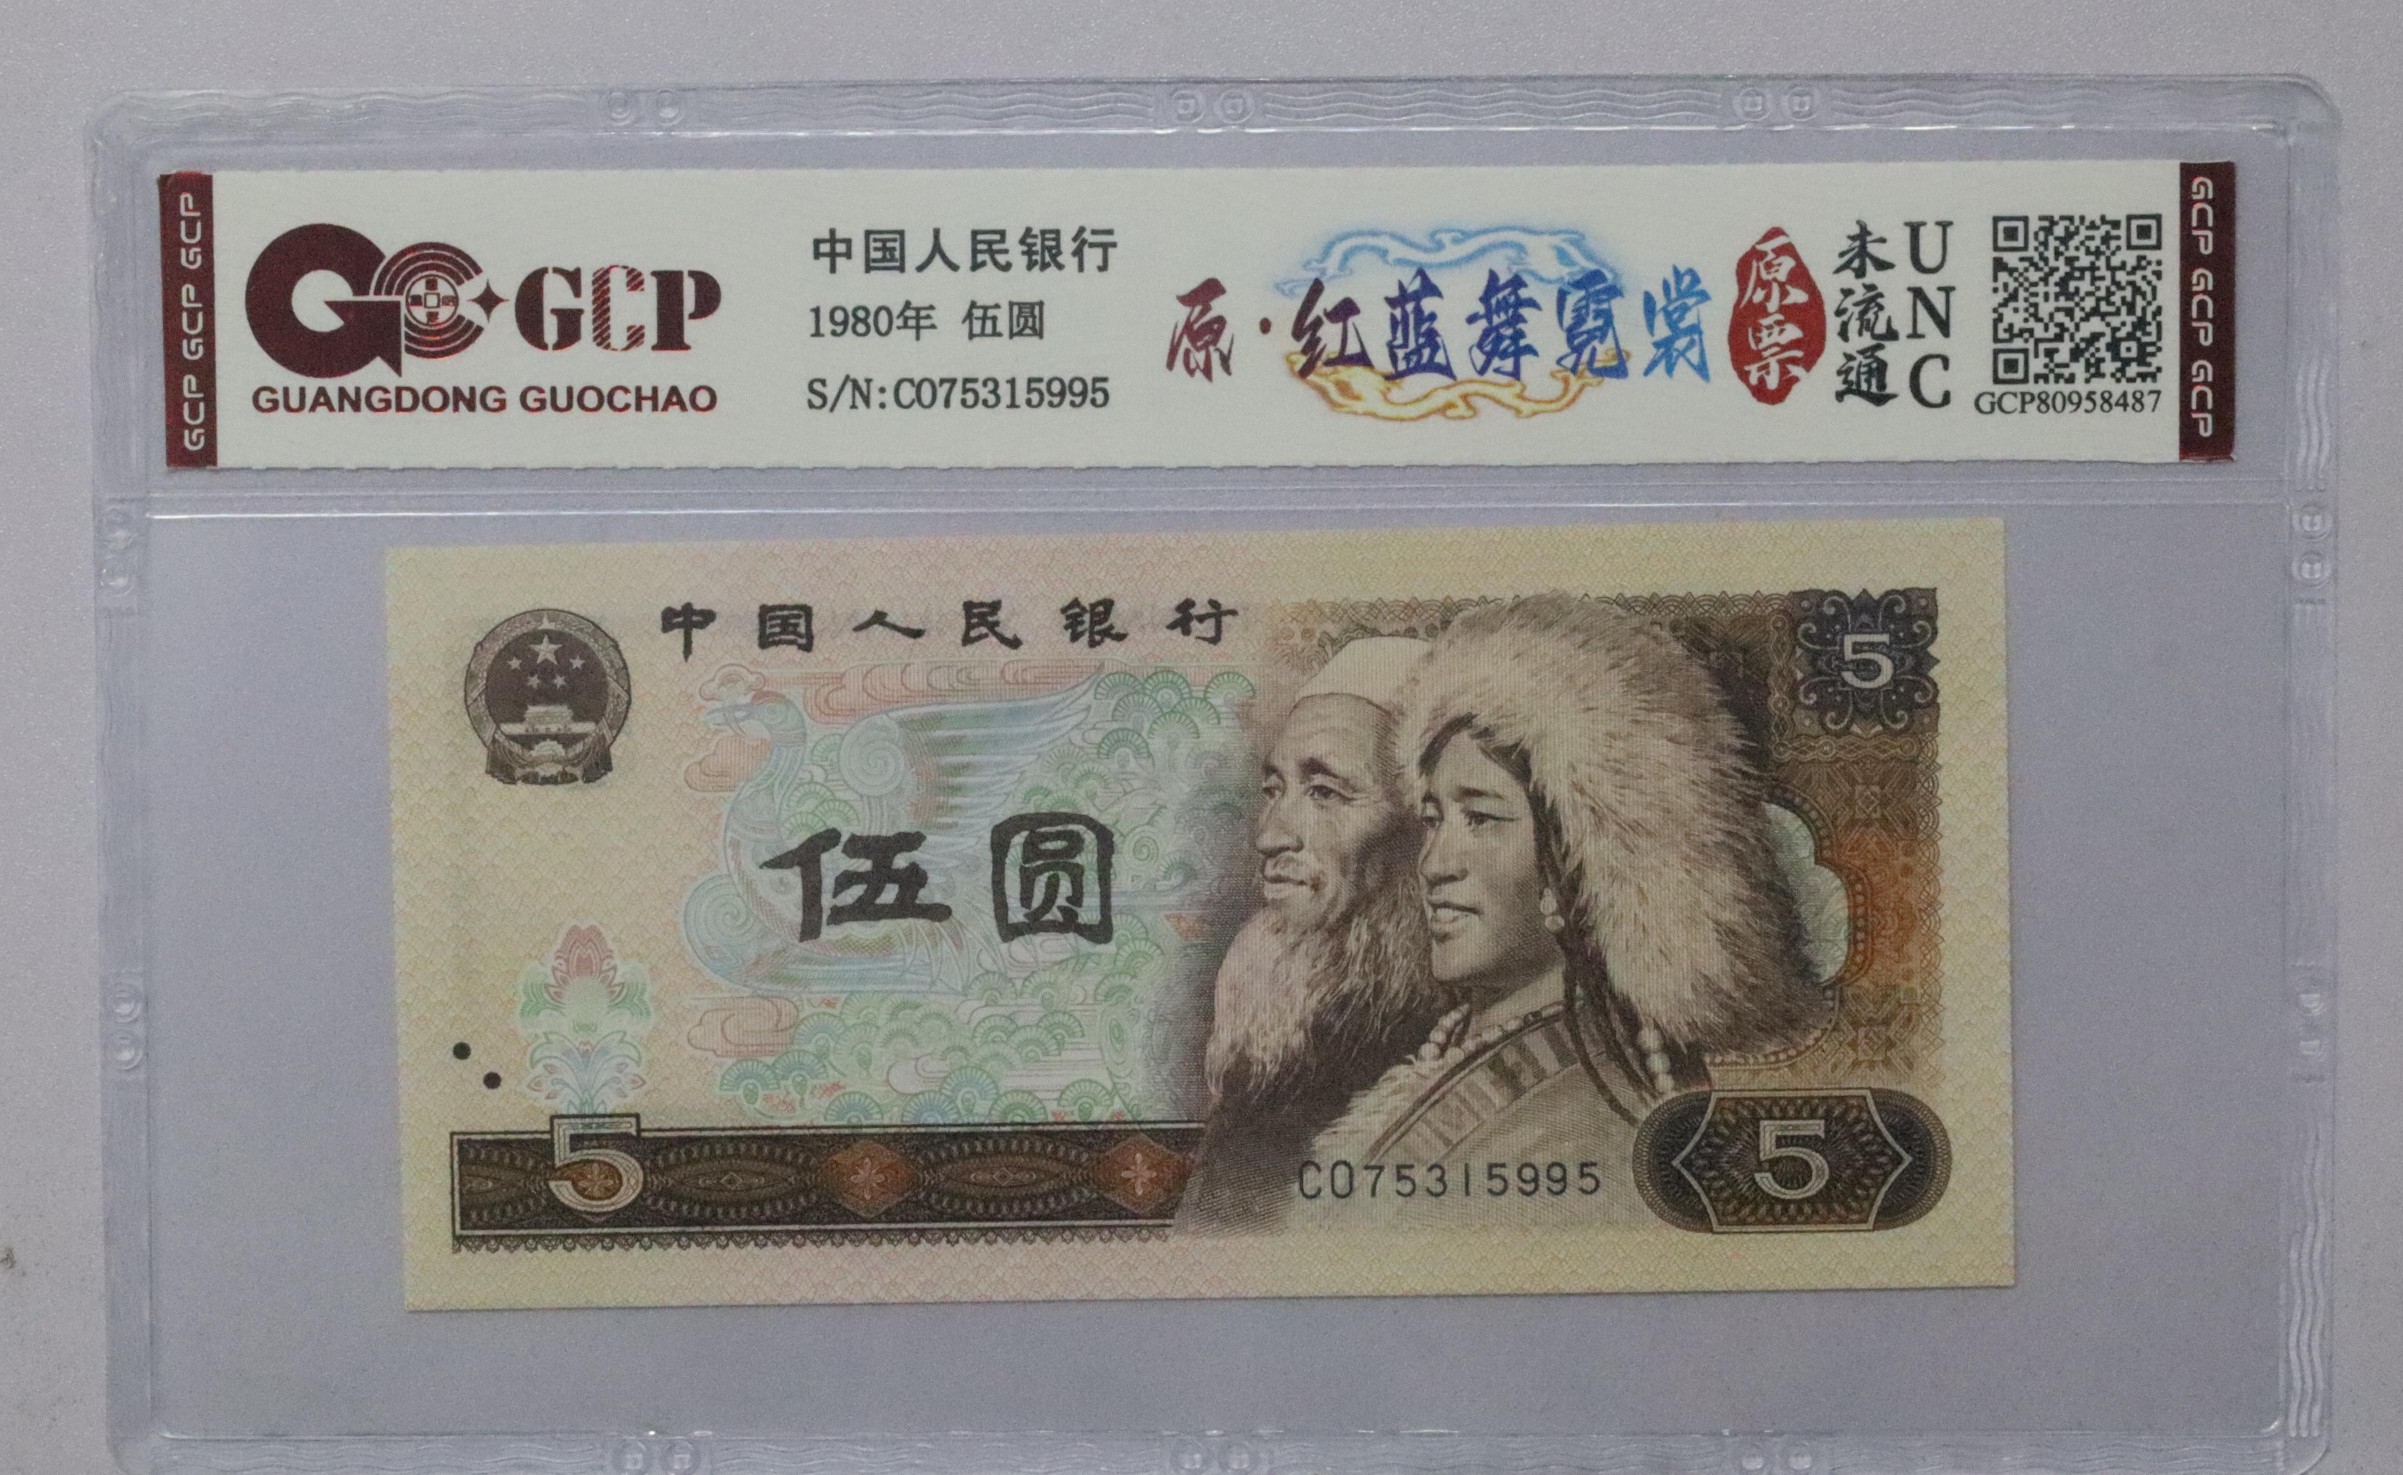 GCP GCP GCP
GCP
GUANGDONG GUOCHAO
中国人民银行
1980年 伍圆
S/N:CO75315995
原·红蓝舞霓裳
原票
未流通
UNC
GCP80958487
GCP GCP GCP
中国人民银行
5
伍圆
5
CO75315995
5